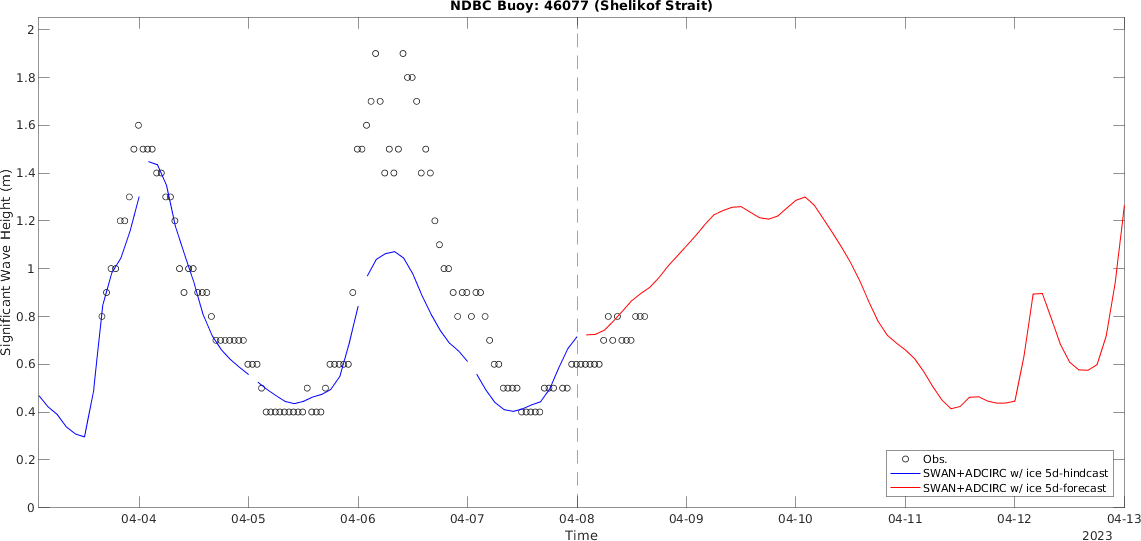 NDBC Buoy: 46077 (Shelikof Strait)
2
1.8
1.6
1.4
1.2
1
0.8
0.6
0.4
0.2
0
Significant Wave Height (m)
04-04 04-05 04-06 04-07 04-08 04-09 04-10 04-11 04-12 04-13
Time
2023
Obs.
SWAN+ADCIRC w/ ice 5d-hindcast
SWAN+ADCIRC w/ ice 5d-forecast